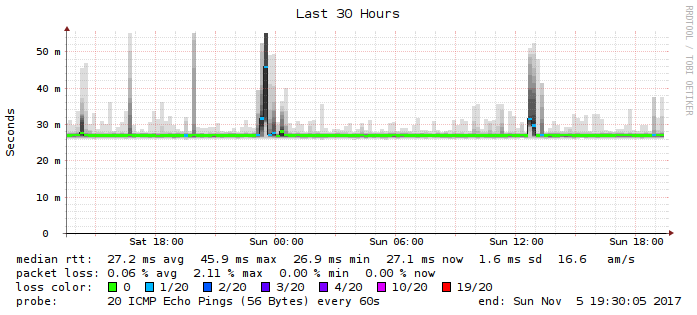 Last 30 Hours
RRDTOOL / TOBI OETIKER
Seconds
50 m
40 m
30 m
20 m
10 m
0
Sat 18:00 Sun 00:00 Sun 06:00 Sun 12:00 Sun 18:00
median rtt: 27.2 ms avg 45.9 ms max 26.9 ms min 27.1 ms now 1.6 ms sd 16.6 am/s
packet loss: 0.06 % avg 2.11 % max 0.00 % min 0.00 % now
loss color: 0 1/20 2/20 3/20 4/20 10/20 19/20
probe: 20 ICMP Echo Pings (56 Bytes) every 60s end: Sun Nov 5 19:30:05 2017